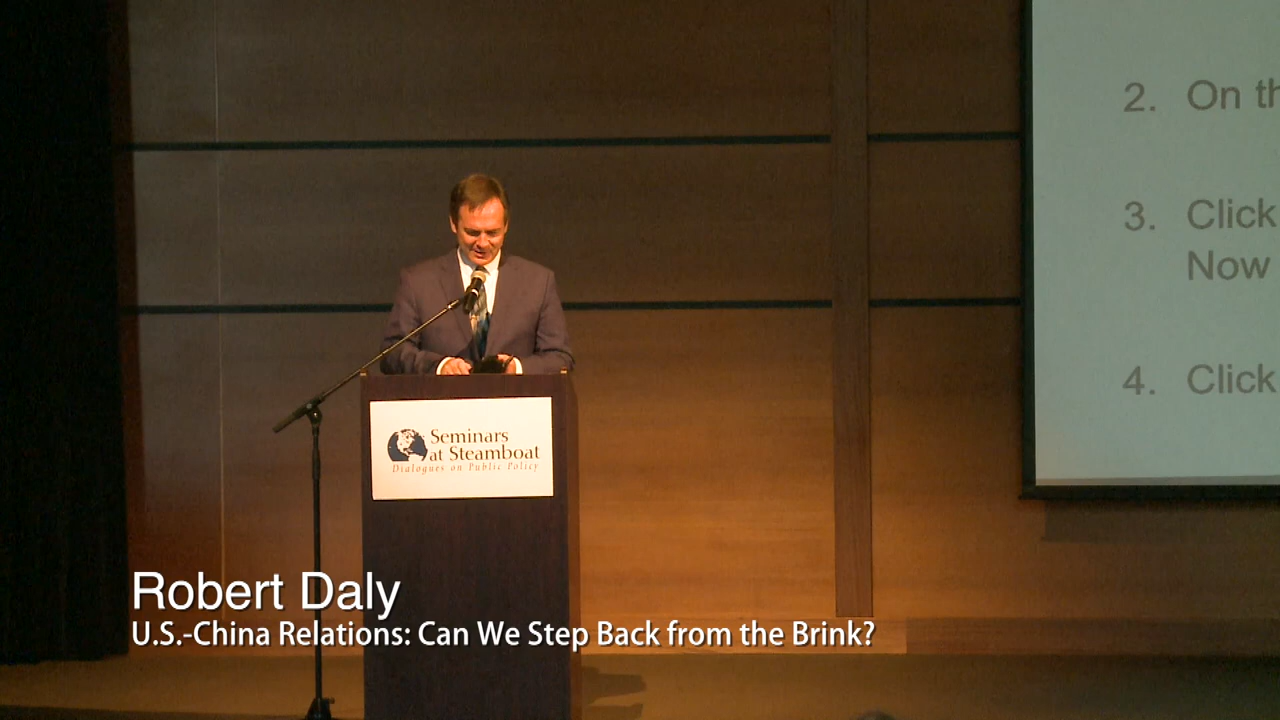 2. On th
3. Click
Now
4. Click
Seminars
at Steamboat
Dialogues on Public Policy
Robert Daly
U.S.-China Relations: Can We Step Back from the Brink?